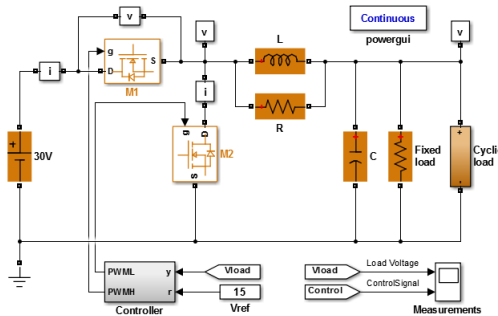 v
v
Continuous
powergui
v
g
D
S
M1
i
L
i
R
g
D
S
M2
30V
C
Fixed
load
Cycli
load
PWML
PWMH
y
r
Controller
Vload
15
Vref
Vload
Control
Load Voltage
ControlSignal
Measurements